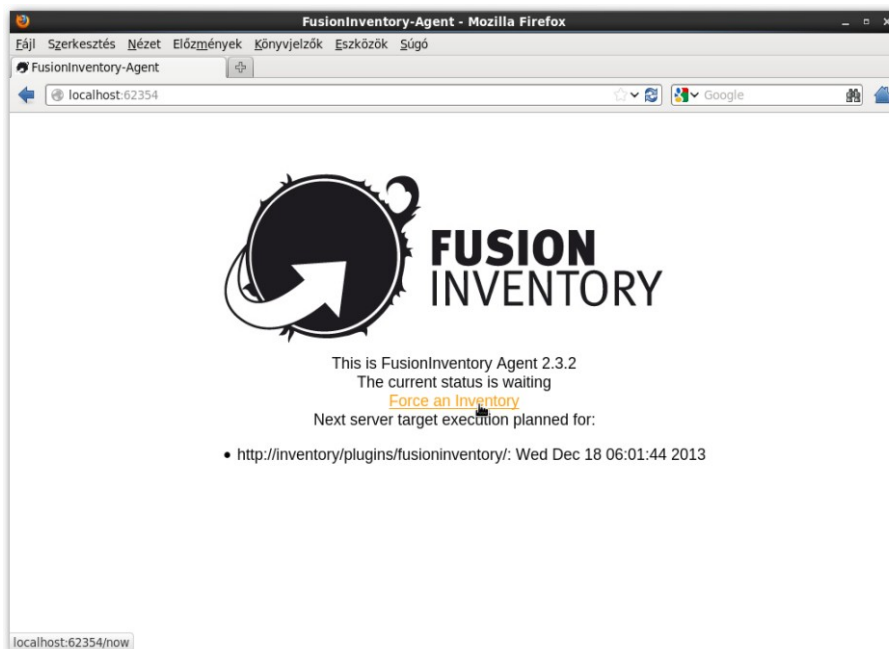 FusionInventory-Agent - Mozilla Firefox
Fájl Szerkesztés Nézet Előzmények Könyvjelzők Eszközök Súgó
FusionInventory-Agent
localhost:62354
Google
FUSION
INVENTORY
This is FusionInventory Agent 2.3.2
The current status is waiting
Force an Inventory
Next server target execution planned for:
• http://inventory/plugins/fusioninventory/: Wed Dec 18 06:01:44 2013
localhost:62354/now